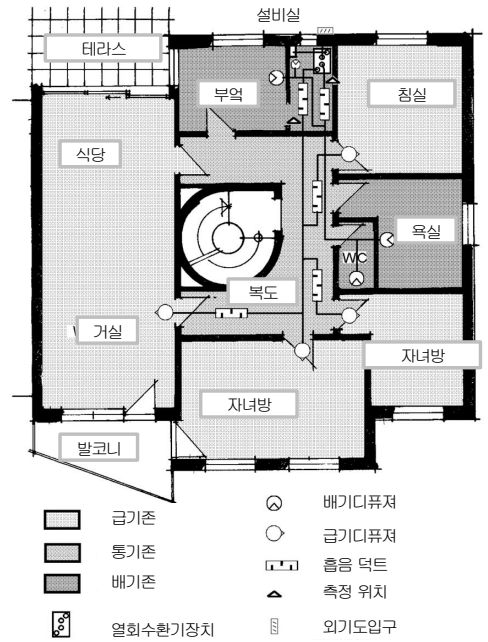 설비실
테라스
부엌
침실
식당
욕실
WC
복도
거실
자녀방
자녀방
발코니
급기존
통기존
배기존
열회수환기장치
배기디퓨져
급기디퓨져
흡음 덕트
측정 위치
외기도입구